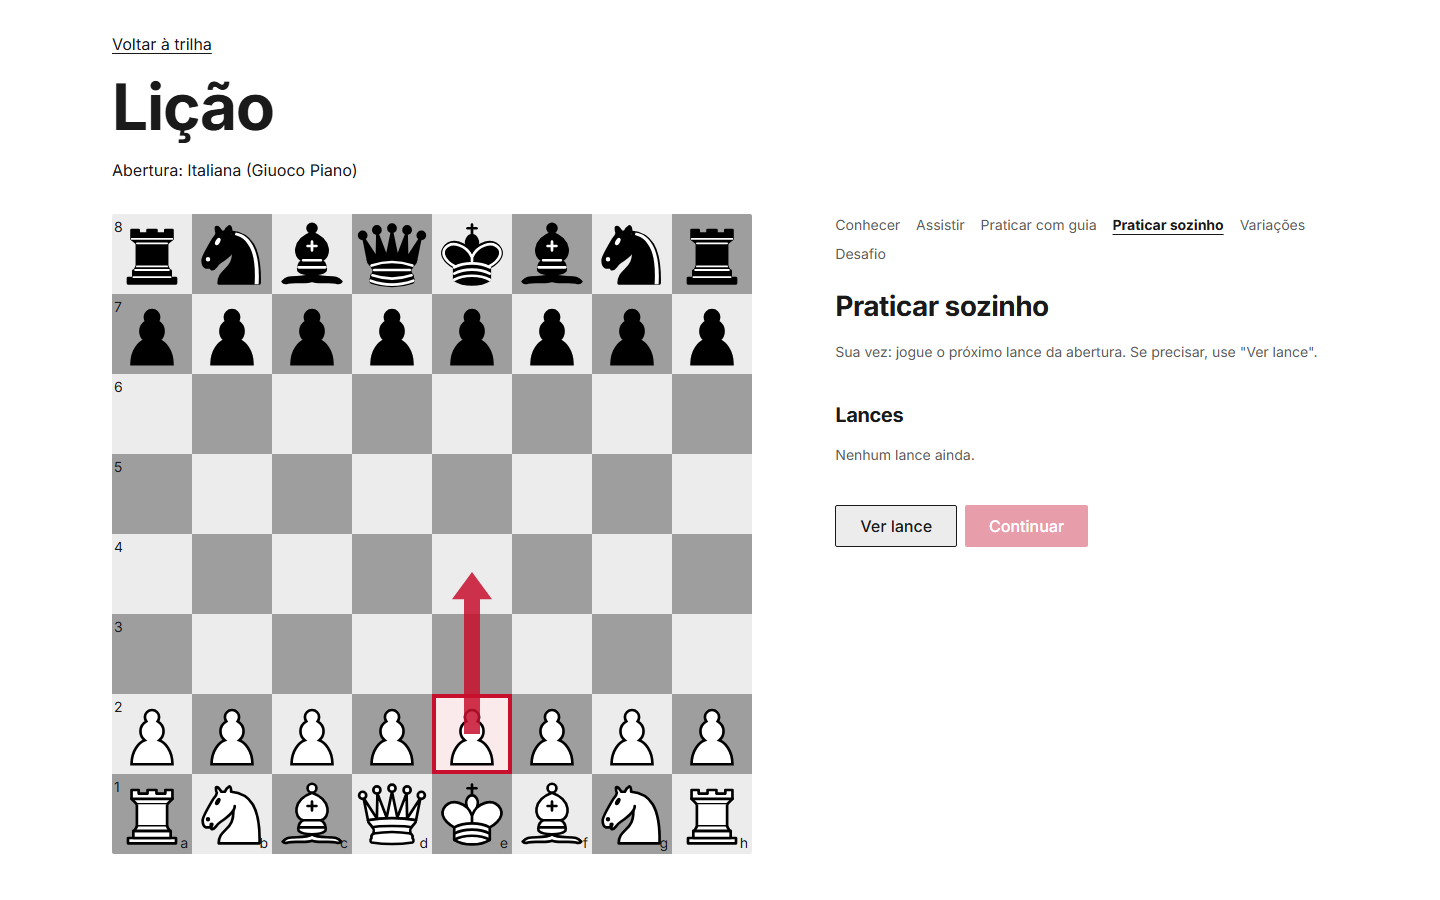 Voltar à trilha
Lição
Abertura: Italiana (Giuoco Piano)
8
7
6
5
4
3
2
1
a b c d e f g h
Conhecer Assistir Praticar com guia Praticar sozinho Variações
Desafio
Praticar sozinho
Sua vez: jogue o próximo lance da abertura. Se precisar, use "Ver lance".
Lances
Nenhum lance ainda.
Ver lance Continuar